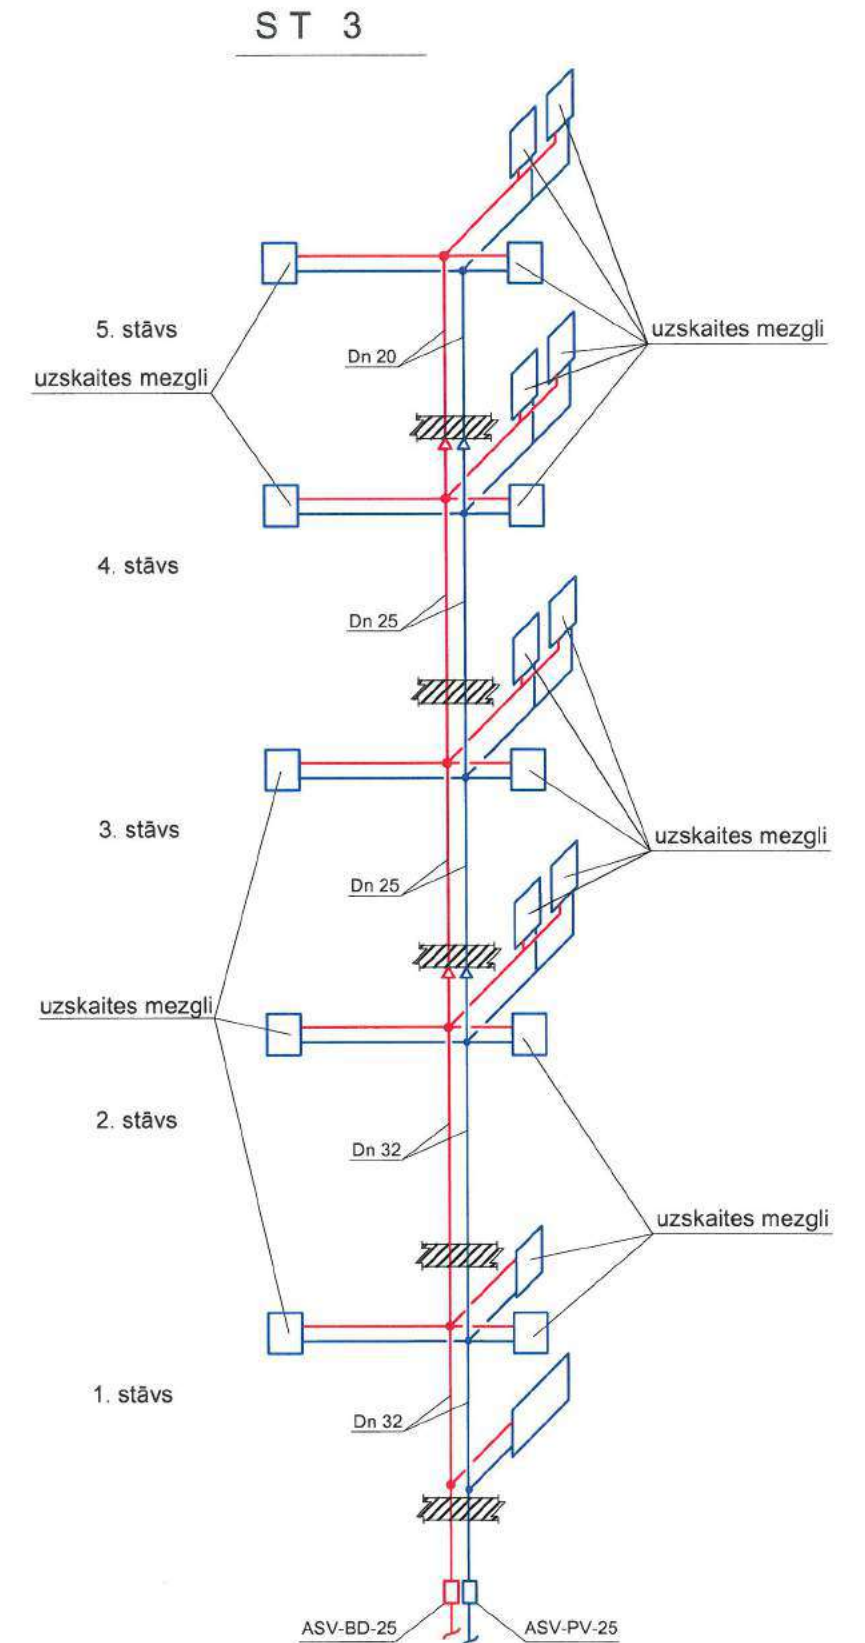 ST 3
5. stāvs
uzskaites mezgli
Dn 20
uzskaites mezgli
4. stāvs
Dn 25
3. stāvs
uzskaites mezgli
Dn 25
uzskaites mezgli
2. stāvs
Dn 32
uzskaites mezgli
1. stāvs
Dn 32
ASV-BD-25
ASV-PV-25